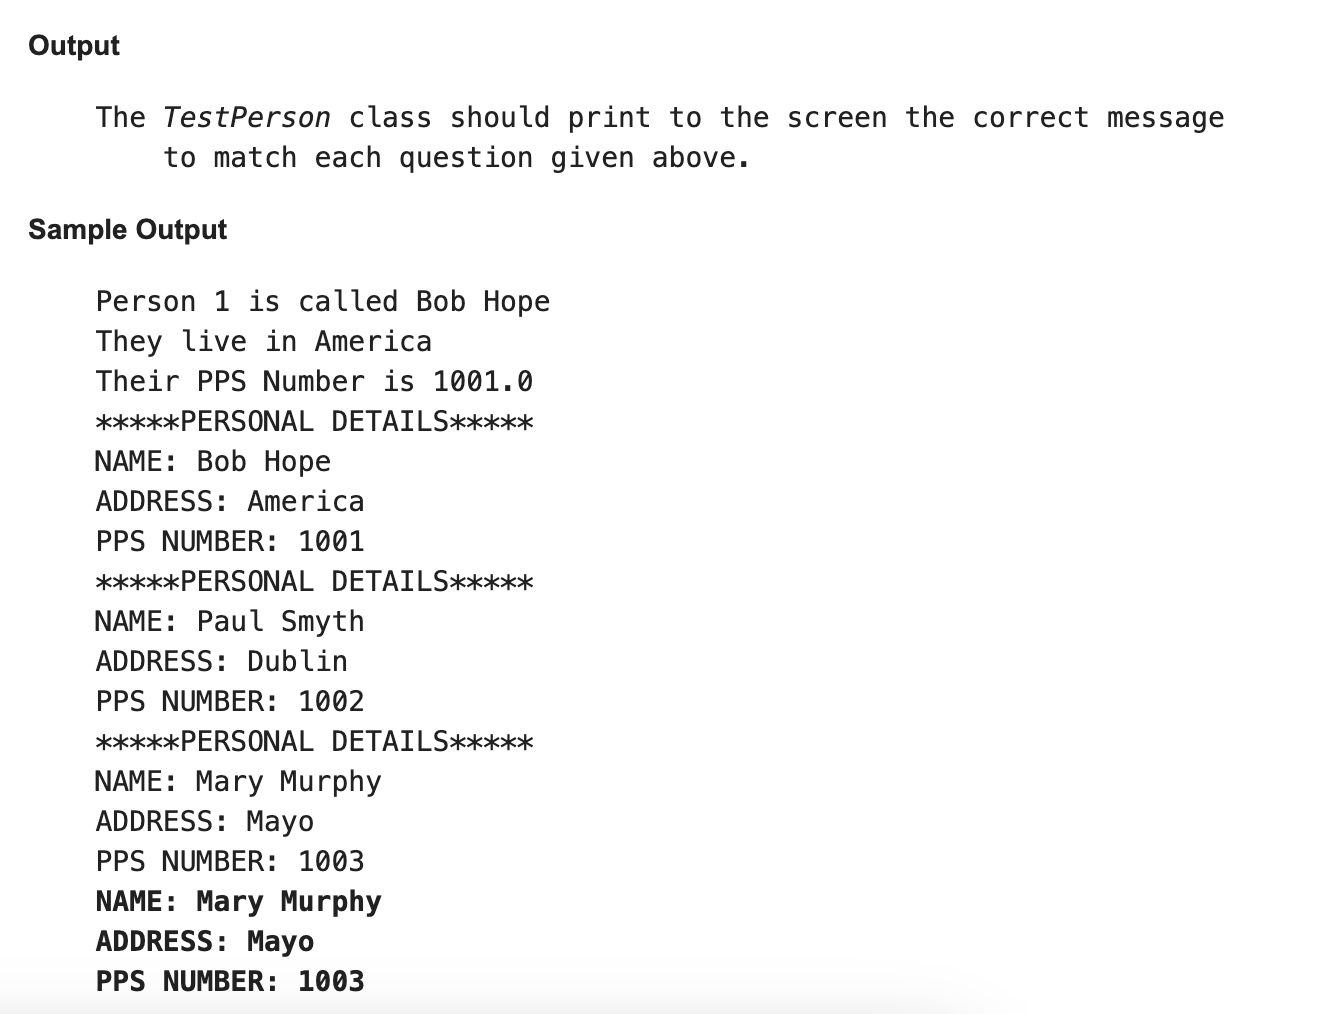 Output
The TestPerson class should print to the screen the correct message
to match each question given above.
Sample Output
Person 1 is called Bob Hope
They live in America
Their PPS Number is 1001.0
*****PERSONAL DETAILS*****
NAME: Bob Hope
ADDRESS: America
PPS NUMBER: 1001
*****PERSONAL DETAILS*****
NAME: Paul Smyth
ADDRESS: Dublin
PPS NUMBER: 1002
*****PERSONAL DETAILS*****
NAME: Mary Murphy
ADDRESS: Mayo
PPS NUMBER: 1003
NAME: Mary Murphy
ADDRESS: Mayo
PPS NUMBER: 1003